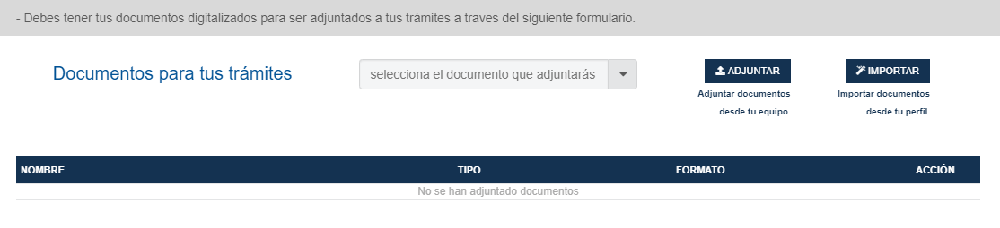 - Debes tener tus documentos digitalizados para ser adjuntados a tus trámites a traves del siguiente formulario.
Documentos para tus trámites
selecciona el documento que adjuntarás
ADJUNTAR
Adjuntar documentos
desde tu equipo.
IMPORTAR
Importar documentos
desde tu perfil.
NOMBRE TIPO FORMATO ACCIÓN
No se han adjuntado documentos